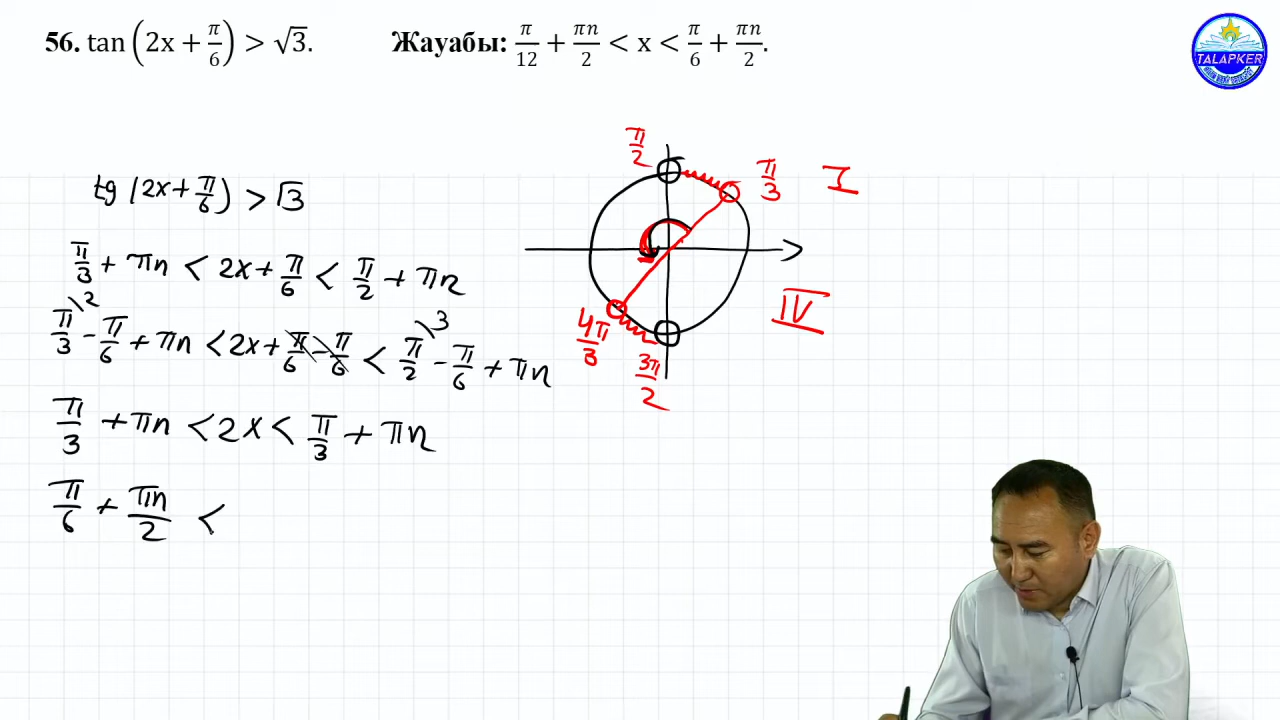 56. tan(2x + π/6) > √3. Жауабы: π/12 + πn/2 < x < π/6 + πn/2.
TALAPKER
tg (2x + π/6) > √3
π/3 + πn < 2x + π/6 < π/2 + πn
π/3 \2 - π/6 + πn < 2x + π/6 - π/6 < π/2 \3 - π/6 + πn
π/3 + πn < 2x < π/3 + πn
π/6 + πn/2 <
π/2
π/3
I
IV
4π/3
3π/2